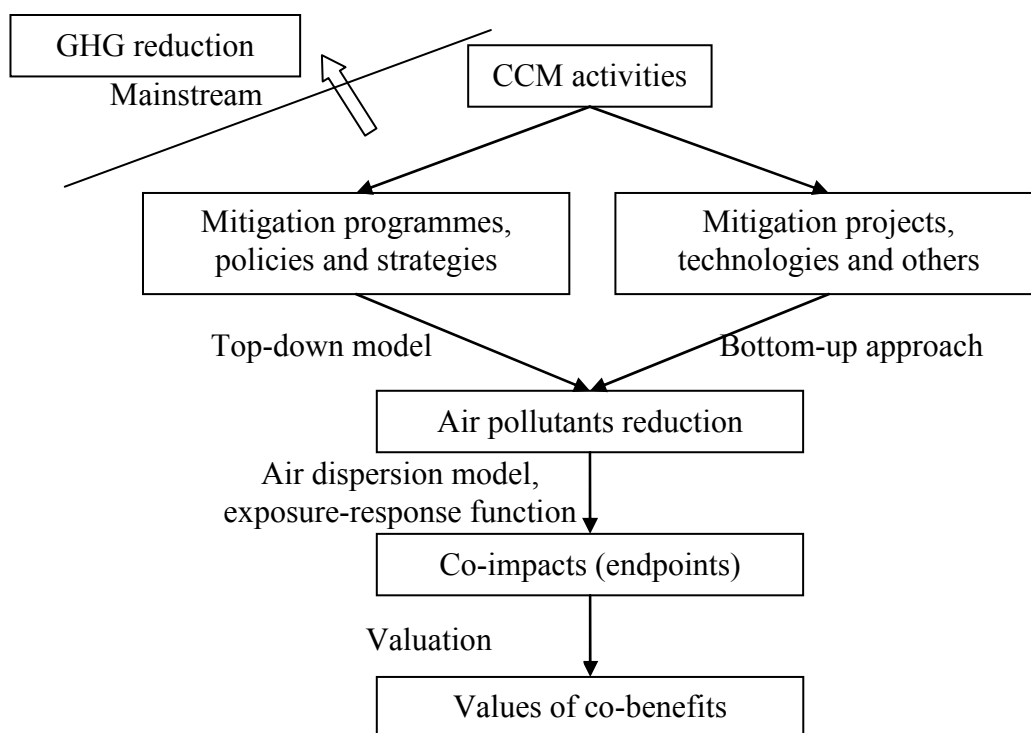 GHG reduction
Mainstream
CCM activities
Mitigation programmes,
policies and strategies
Mitigation projects,
technologies and others
Top-down model
Bottom-up approach
Air pollutants reduction
Air dispersion model,
exposure-response function
Co-impacts (endpoints)
Valuation
Values of co-benefits